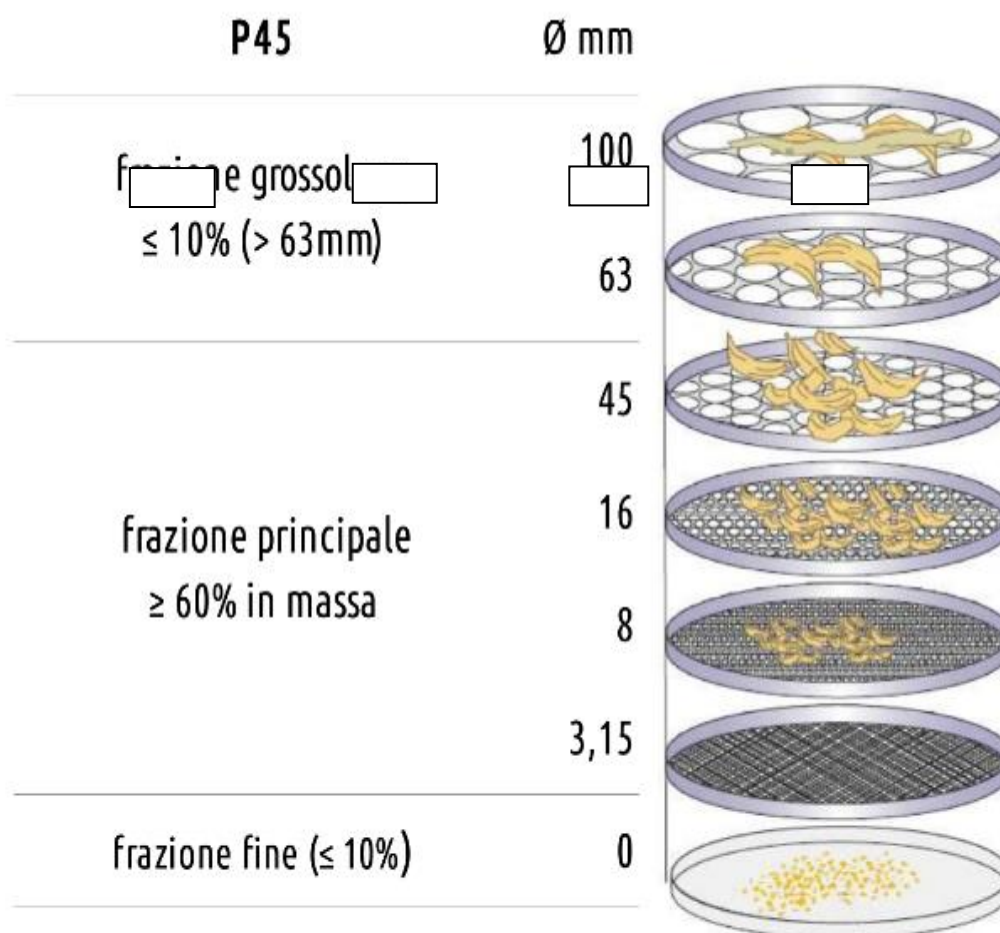 P45 Ø mm
100
grossol
≤ 10% (> 63mm)
63
45
16
frazione principale
≥ 60% in massa
8
3,15
frazione fine (≤ 10%) 0